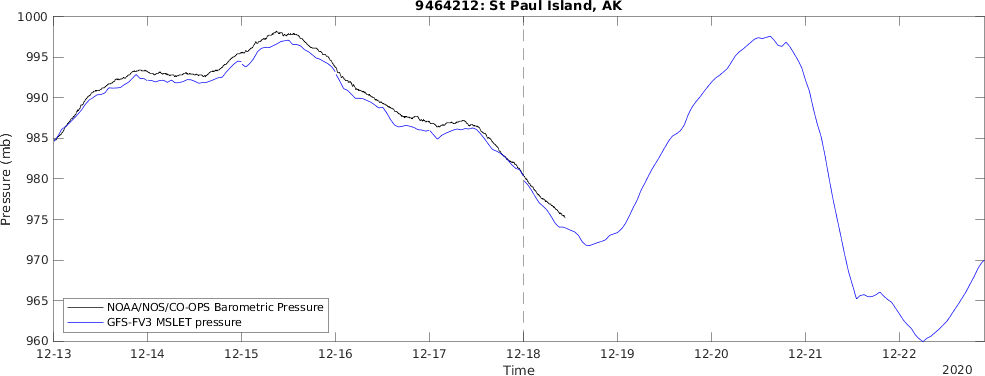 9464212: St Paul Island, AK
Pressure (mb)
1000
995
990
985
980
975
970
965
960
NOAA/NOS/CO-OPS Barometric Pressure
GFS-FV3 MSLET pressure
12-13 12-14 12-15 12-16 12-17 12-18 12-19 12-20 12-21 12-22
Time
2020